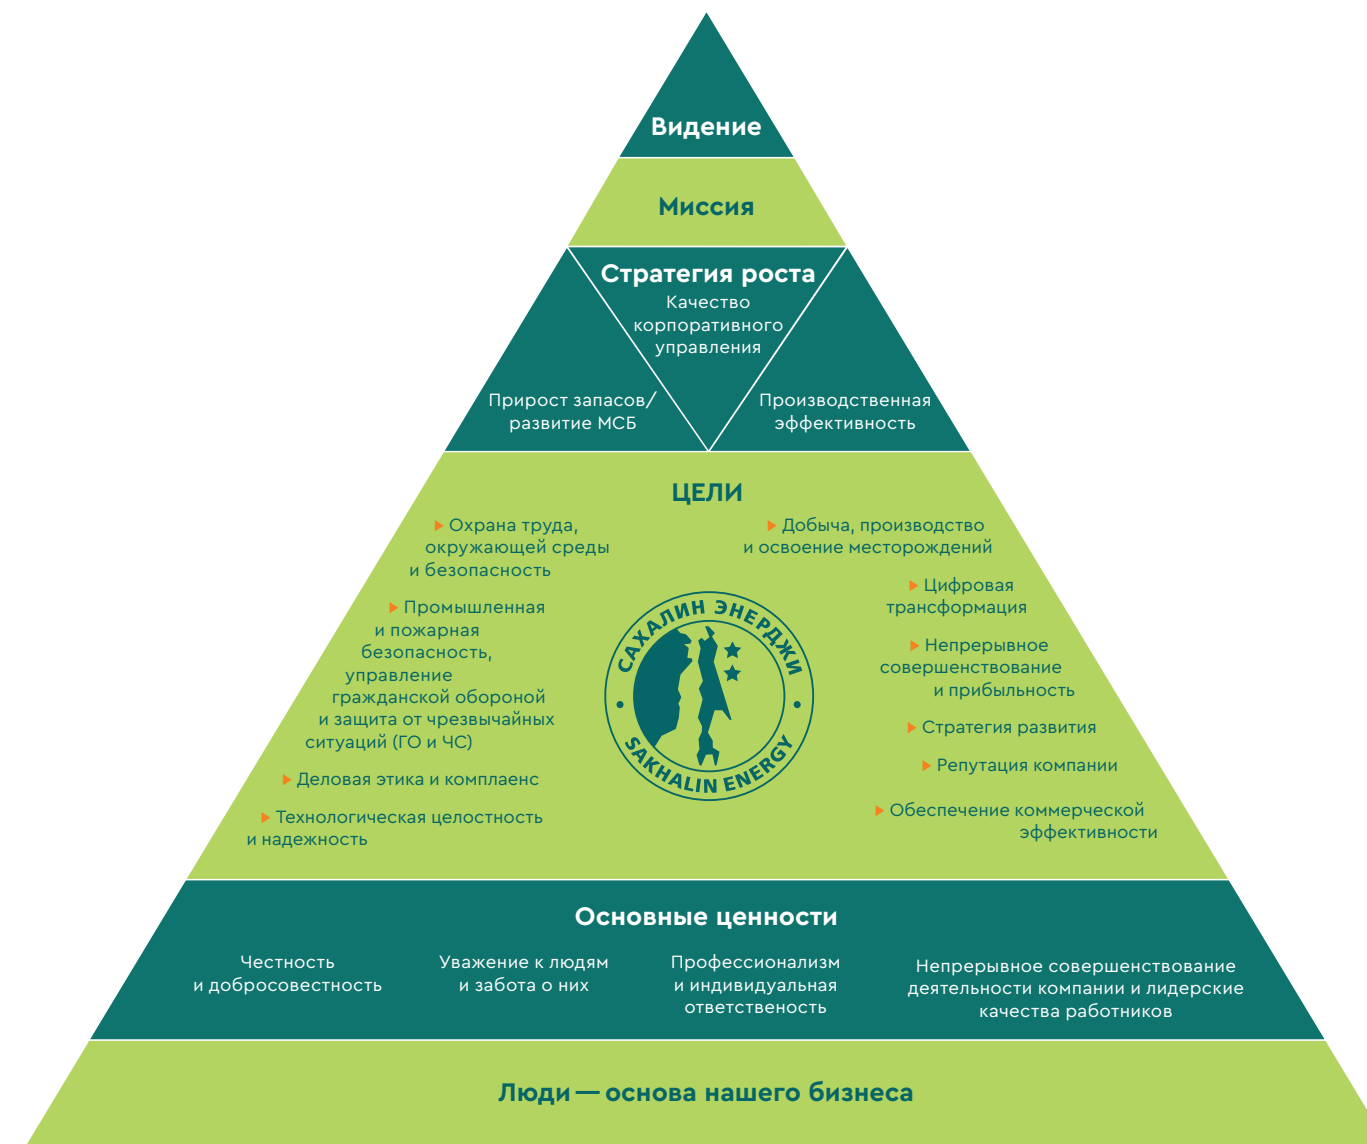 Видение
Миссия
Стратегия роста
Качество
корпоративного
управления
Прирост запасов/
развитие МСБ
Производственная
эффективность
ЦЕЛИ
Охрана труда,
окружающей среды
и безопасность
Промышленная
и пожарная
безопасность,
управление
гражданской обороной
и защита от чрезвычайных
ситуаций (ГО и ЧС)
Деловая этика и комплаенс
Технологическая целостность
и надежность
САХАЛИН ЭНЕРДЖИ
SAKHALIN ENERGY
Добыча, производство
и освоение месторождений
Цифровая
трансформация
Непрерывное
совершенствование
и прибыльность
Стратегия развития
Репутация компании
Обеспечение коммерческой
эффективности
Основные ценности
Честность
и добросовестность
Уважение к людям
и забота о них
Профессионализм
и индивидуальная
ответственость
Непрерывное совершенствование
деятельности компании и лидерские
качества работников
Люди — основа нашего бизнеса